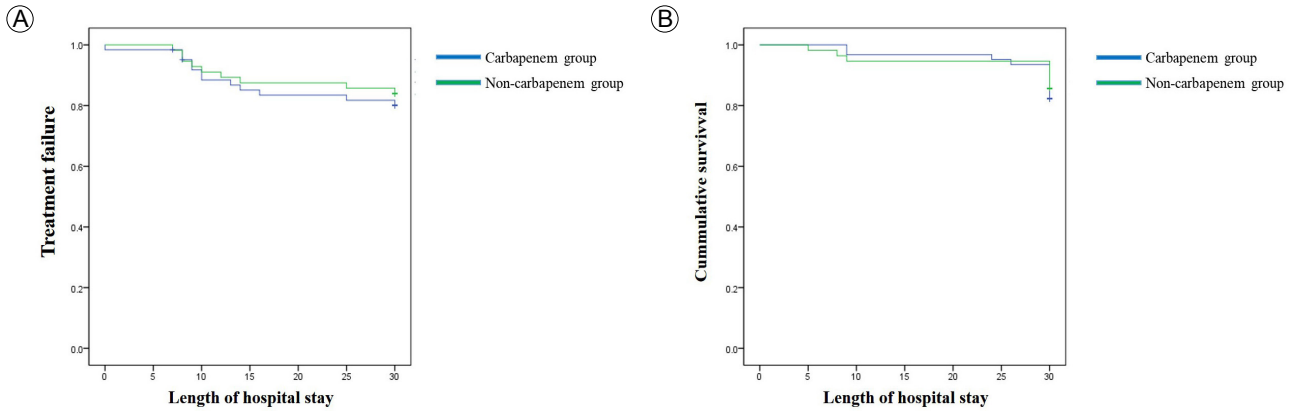 A
1.0
0.8
0.6
0.4
0.2
0.0
0 5 10 15 20 25 30
Treatment failure
Length of hospital stay
Carbapenem group
Non-carbapenem group
B
1.0
0.8
0.6
0.4
0.2
0.0
0 5 10 15 20 25 30
Cummulative survivval
Length of hospital stay
Carbapenem group
Non-carbapenem group